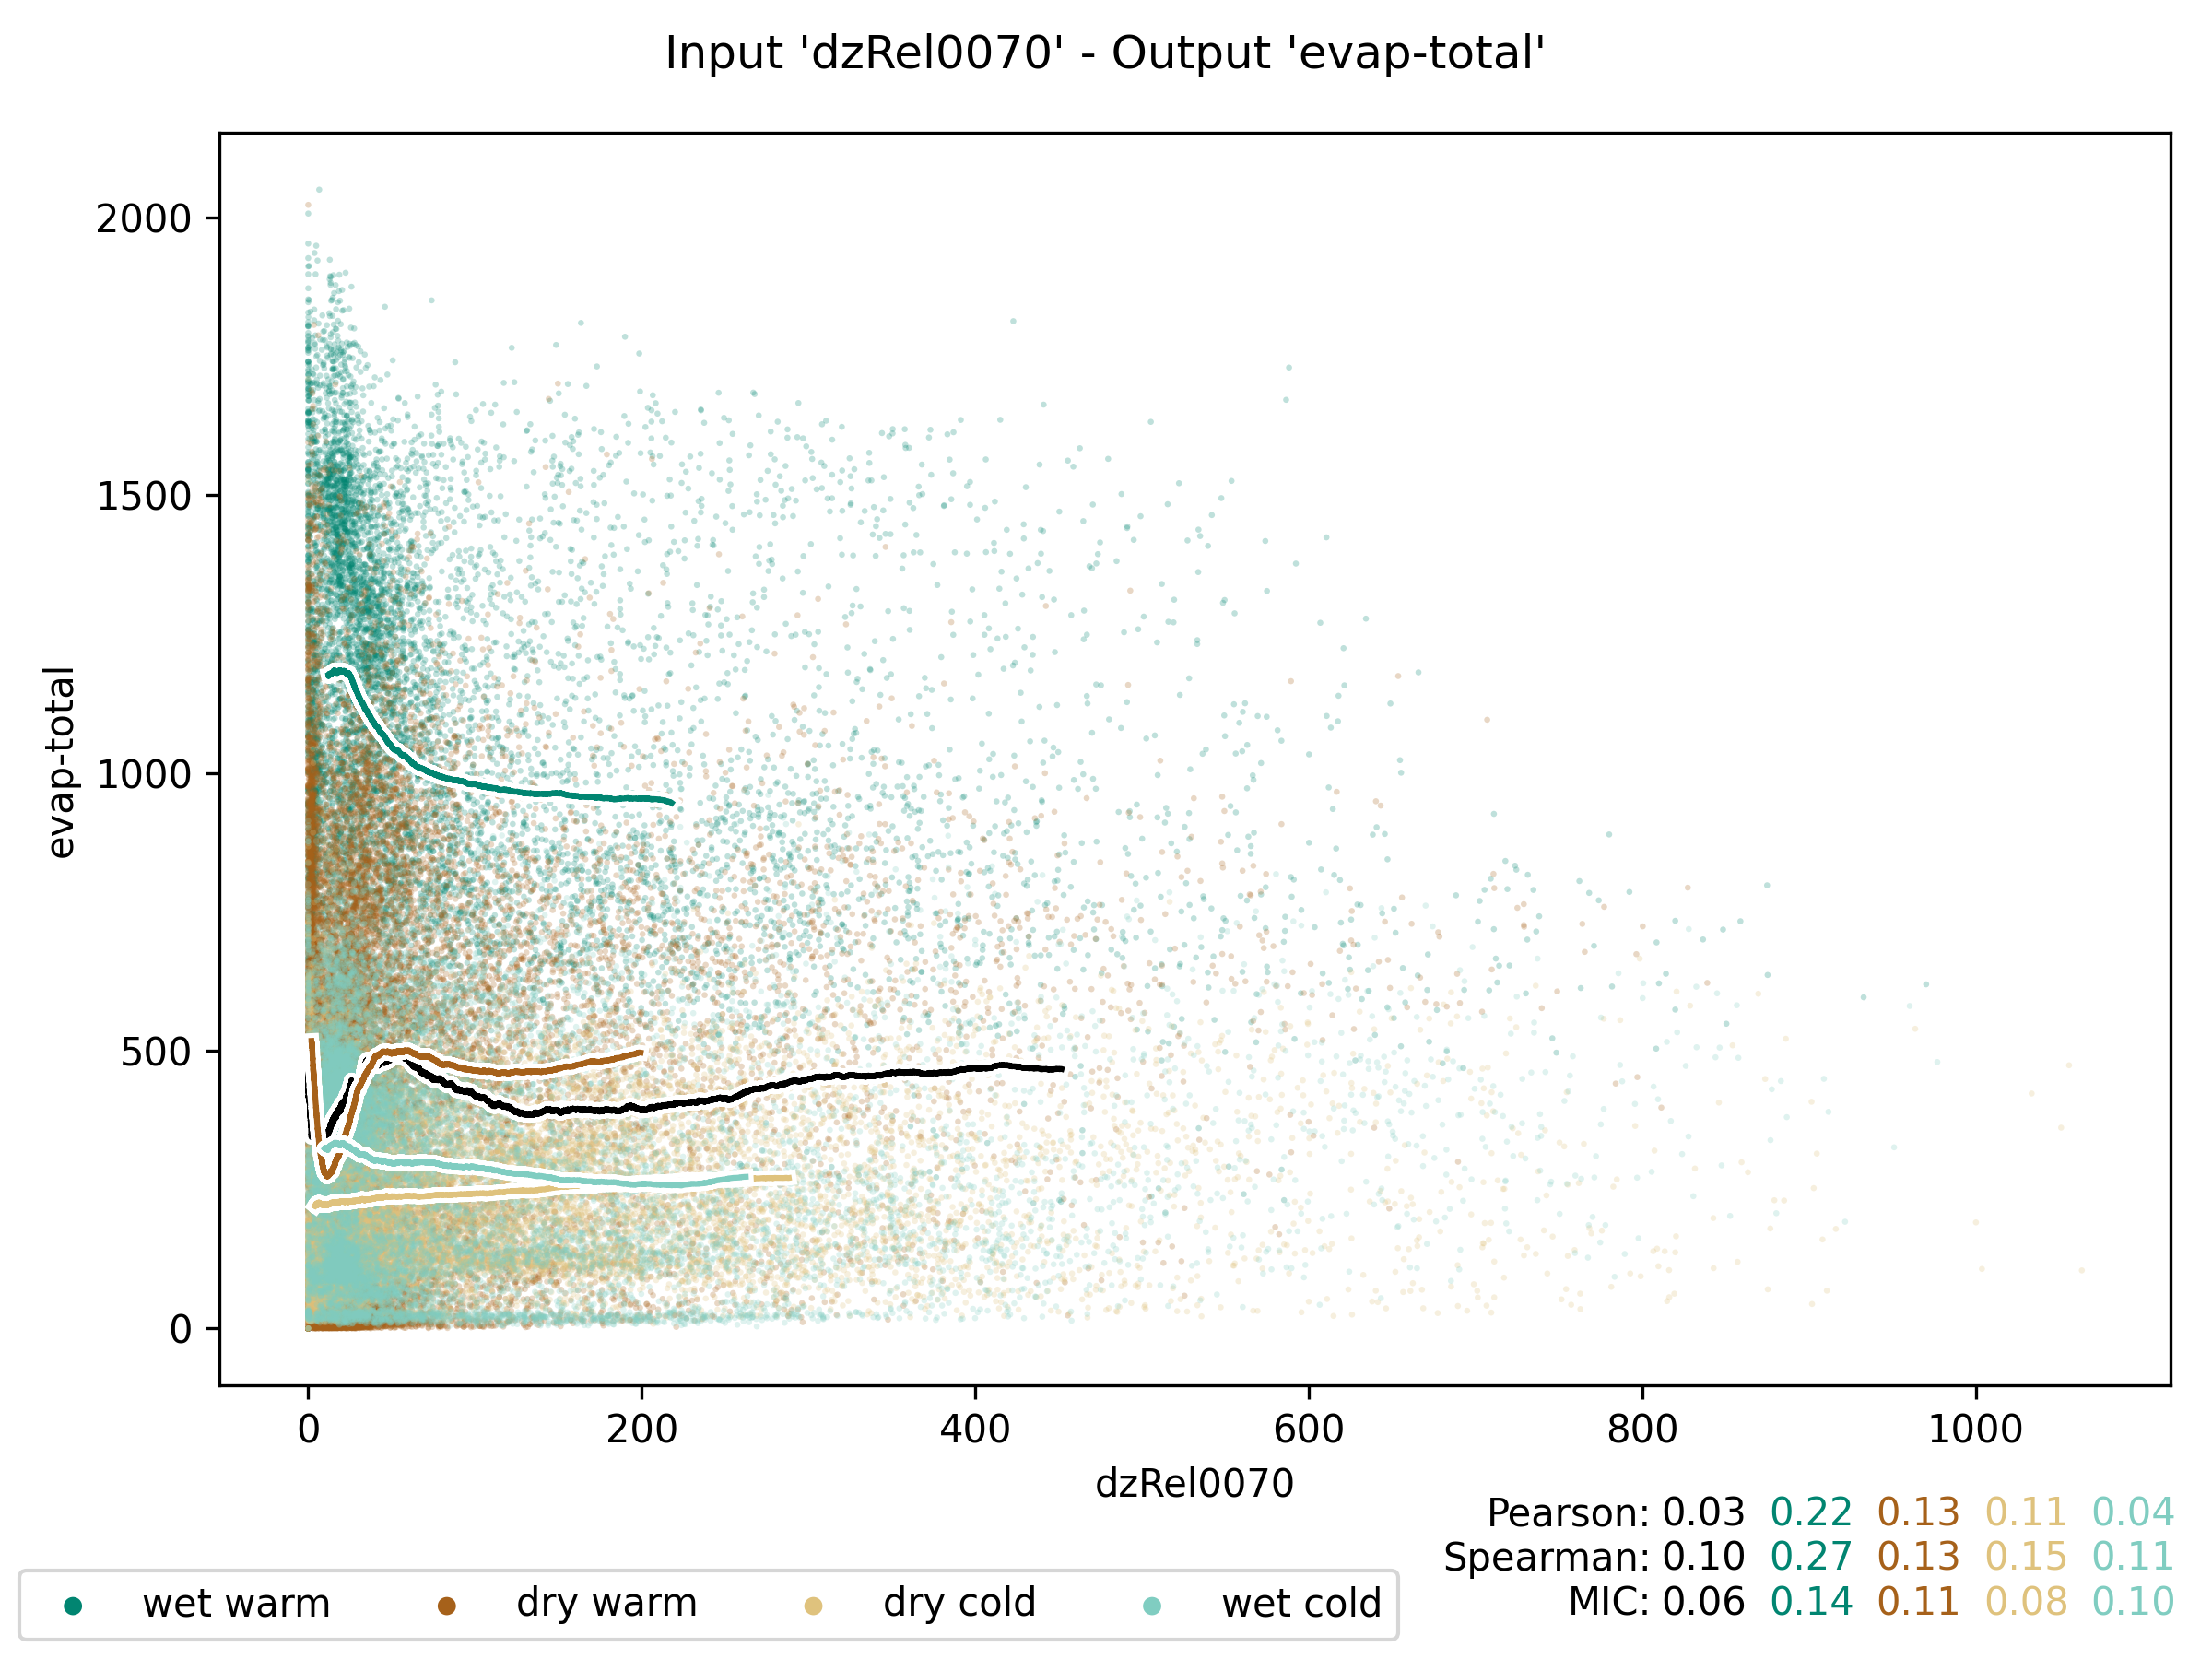 Input 'dzRel0070' - Output 'evap-total'
2000
1500
1000
500
0
evap-total
0 200 400 600 800 1000
dzRel0070
Pearson: 0.03 0.22 0.13 0.11 0.04
Spearman: 0.10 0.27 0.13 0.15 0.11
MIC: 0.06 0.14 0.11 0.08 0.10
wet warm dry warm dry cold wet cold